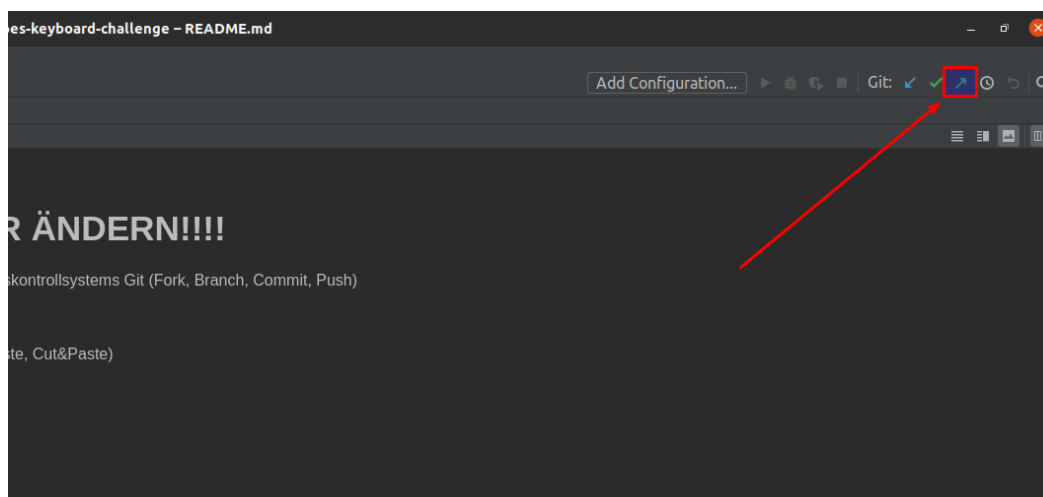 es-keyboard-challenge – README.md
Add Configuration...
Git:
R ÄNDERN!!!!
skontrollsystems Git (Fork, Branch, Commit, Push)
ste, Cut&Paste)